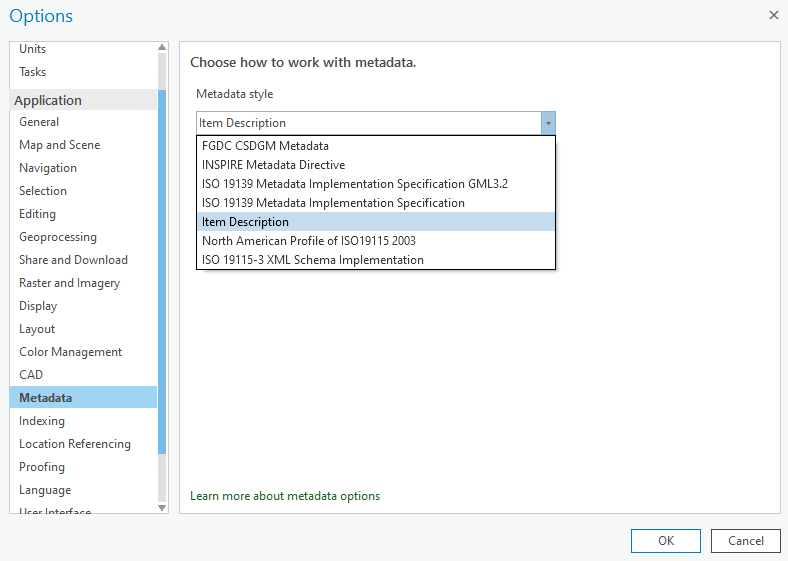 Options
Units
Tasks
Application
General
Map and Scene
Navigation
Selection
Editing
Geoprocessing
Share and Download
Raster and Imagery
Display
Layout
Color Management
CAD
Metadata
Indexing
Location Referencing
Proofing
Language
User Interface
Choose how to work with metadata.
Metadata style
Item Description
FGDC CSDGM Metadata
INSPIRE Metadata Directive
ISO 19139 Metadata Implementation Specification GML3.2
ISO 19139 Metadata Implementation Specification
Item Description
North American Profile of ISO19115 2003
ISO 19115-3 XML Schema Implementation
Learn more about metadata options
OK
Cancel